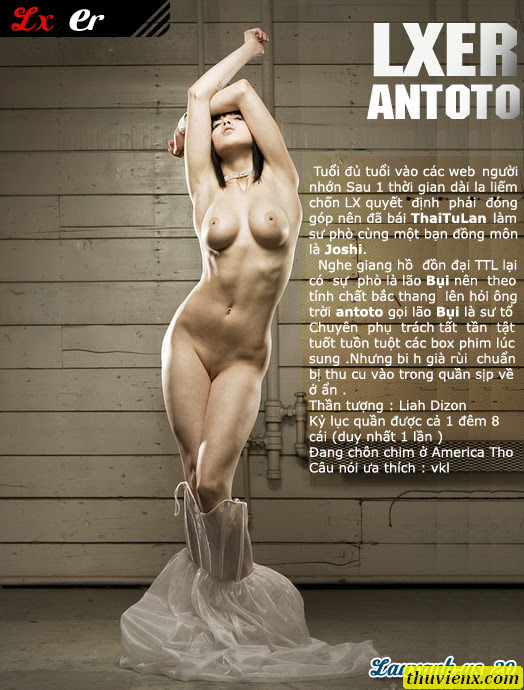 Lx er
LXER
ANTOTO
Tuổi đủ tuổi vào các web người
nhớn Sau 1 thời gian dài la liếm
chốn LX quyết định phải đóng
góp nên đã bái ThaiTuLan làm
sư phò cùng một bạn đồng môn
là Joshi.
Nghe giang hồ đồn đại TTL lại
có sự phò là lão Bụi nên theo
tính chất bắc thang lên hỏi ông
trời antoto gọi lão Bụi là sư tổ
Chuyên phụ trách tất tần tật
tuốt tuồn tuột các box phim lúc
sung .Nhưng bi h già rùi chuẩn
bị thu cu vào trong quần sịp về
ở ẩn .
Thần tượng : Liah Dizon
Kỷ lục quần được cả 1 đêm 8
cái (duy nhất 1 lần )
Đang chôn chim ở America Tho
Câu nói ưa thích : vkl
thuvienx.com